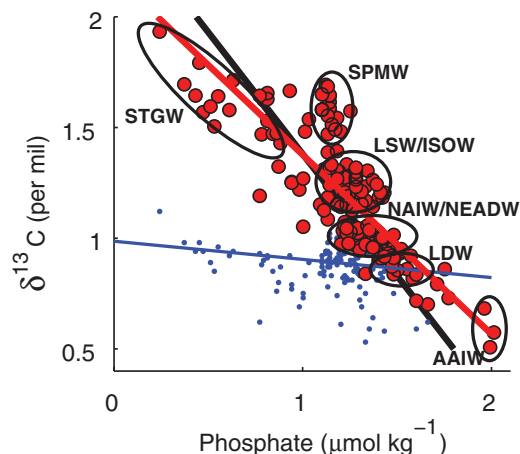 2
SPMW
STGW
1.5
LSW/ISOW
NAIW/NEADW
1
LDW
0.5
AAIW
0
1
2
δ¹³ C (per mil)
Phosphate (μmol kg⁻¹)